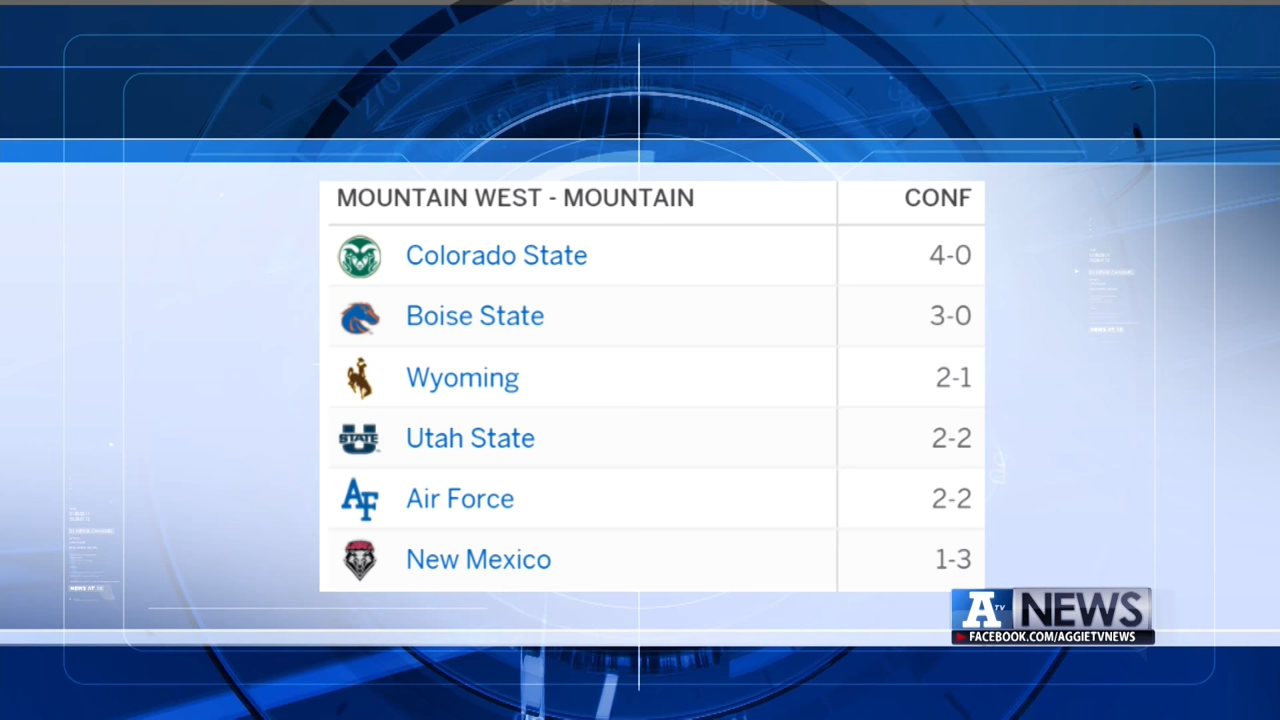 MOUNTAIN WEST - MOUNTAIN CONF
Colorado State 4-0
Boise State 3-0
Wyoming 2-1
STATE Utah State 2-2
AF Air Force 2-2
New Mexico 1-3
A TV NEWS
FACEBOOK.COM/AGGIETVNEWS